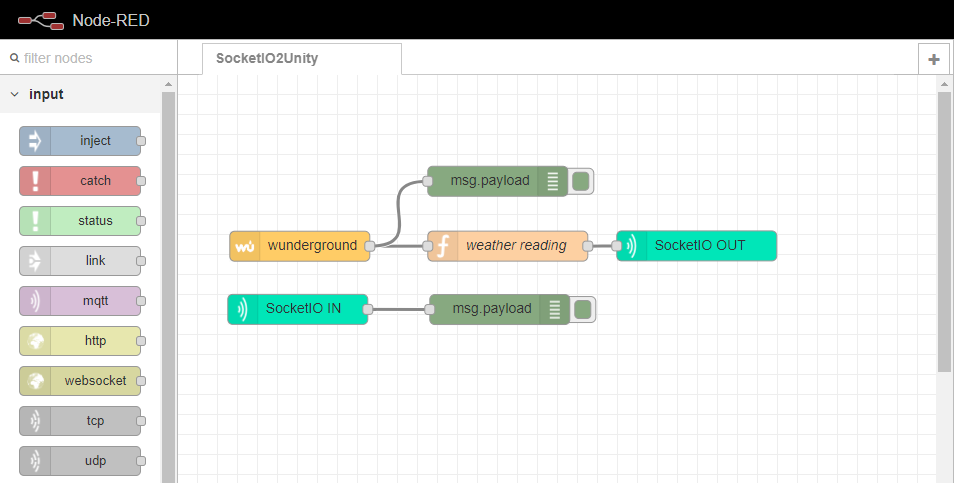 Node-RED
filter nodes
SocketIO2Unity
input
inject
catch
status
link
mqtt
http
websocket
tcp
udp
msg.payload
wunderground
weather reading
SocketIO OUT
SocketIO IN
msg.payload